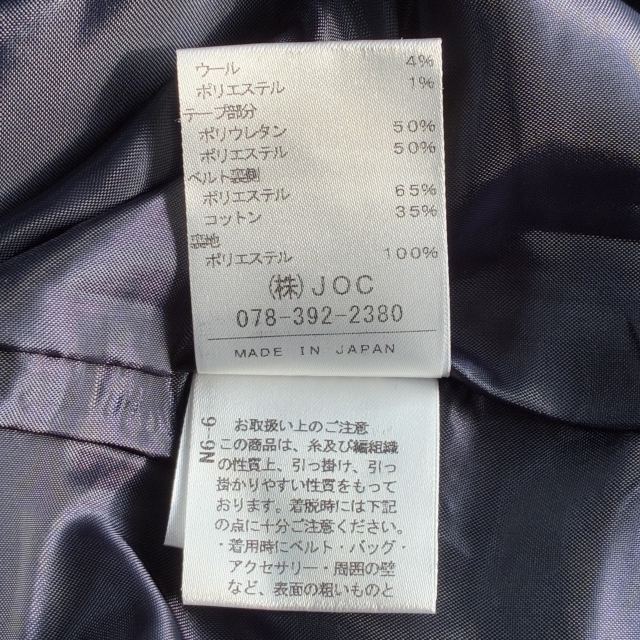 ウール 4%
ポリエステル 1%
テープ部分
ポリウレタン 50%
ポリエステル 50%
ベルト裏側
ポリエステル 65%
コットン 35%
裏地
ポリエステル 100%
(株)JOC
078-392-2380
MADE IN JAPAN
N6 6
お取扱い上のご注意
この商品は、糸及び編組織
の性質上、引っ掛け、引っ
掛かりやすい性質をもって
おります。着脱時には下記
の点に十分ご注意ください。
・着用時にベルト・バッグ・
アクセサリー・周囲の壁
など、表面の粗いものと